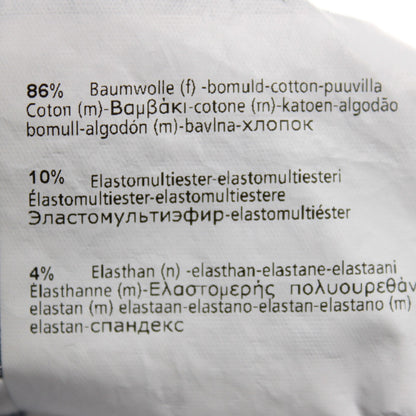 86% Baumwolle (f) -bomuld-cotton-puuvilla
Coton (m)-Βαμβάκι-cotone (m)-katoen-algodão
bomull-algodón (m)-bavlna-хлопок
10% Elastomultiester-elastomultiesteri
Élastomultiester-elastomultiestere
Эластомультиэфир-elastomultiéster
4% Elasthan (n) -elasthan-elastane-elastaani
Élasthanne (m)-Ελαστομερής πολυουρεθάν
elastan (m) elastaan-elastano-elastan-elastano (m)
elastan-спандекс